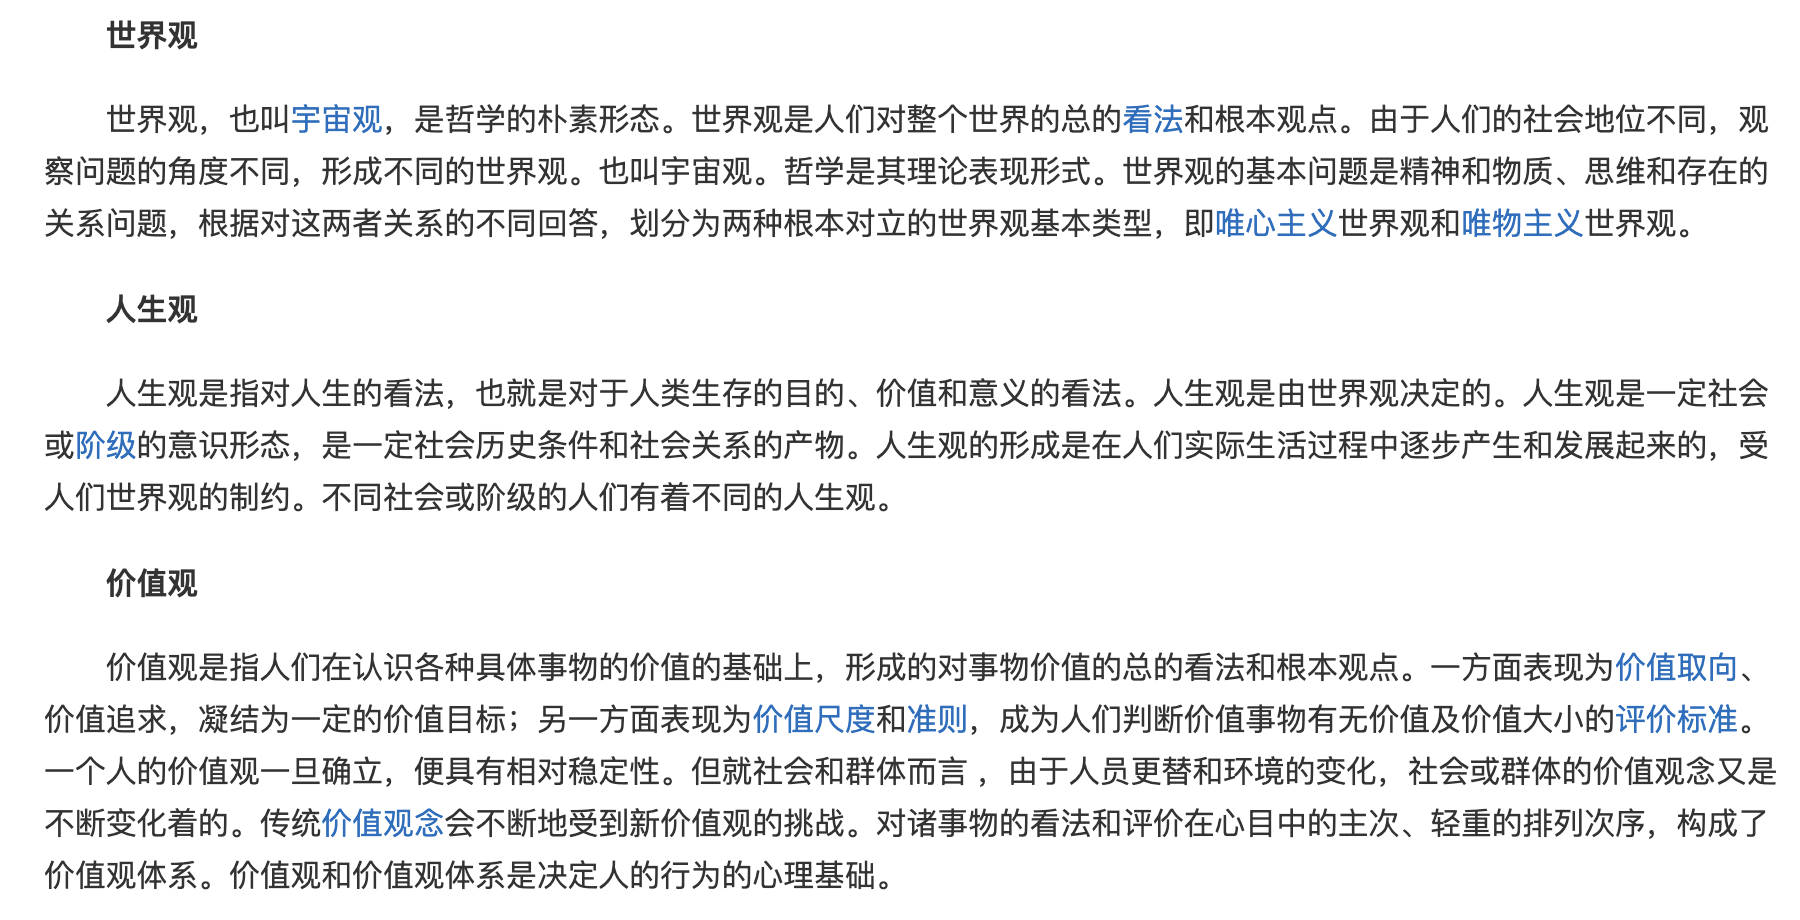 世界观
世界观，也叫宇宙观，是哲学的朴素形态。世界观是人们对整个世界的总的看法和根本观点。由于人们的社会地位不同，观
察问题的角度不同，形成不同的世界观。也叫宇宙观。哲学是其理论表现形式。世界观的基本问题是精神和物质、思维和存在的
关系问题，根据对这两者关系的不同回答，划分为两种根本对立的世界观基本类型，即唯心主义世界观和唯物主义世界观。
人生观
人生观是指对人生的看法，也就是对于人类生存的目的、价值和意义的看法。人生观是由世界观决定的。人生观是一定社会
或阶级的意识形态，是一定社会历史条件和社会关系的产物。人生观的形成是在人们实际生活过程中逐步产生和发展起来的，受
人们世界观的制约。不同社会或阶级的人们有着不同的人生观。
价值观
价值观是指人们在认识各种具体事物的价值的基础上，形成的对事物价值的总的看法和根本观点。一方面表现为价值取向、
价值追求，凝结为一定的价值目标；另一方面表现为价值尺度和准则，成为人们判断价值事物有无价值及价值大小的评价标准。
一个人的价值观一旦确立，便具有相对稳定性。但就社会和群体而言 ，由于人员更替和环境的变化，社会或群体的价值观念又是
不断变化着的。传统价值观念会不断地受到新价值观的挑战。对诸事物的看法和评价在心目中的主次、轻重的排列次序，构成了
价值观体系。价值观和价值观体系是决定人的行为的心理基础。